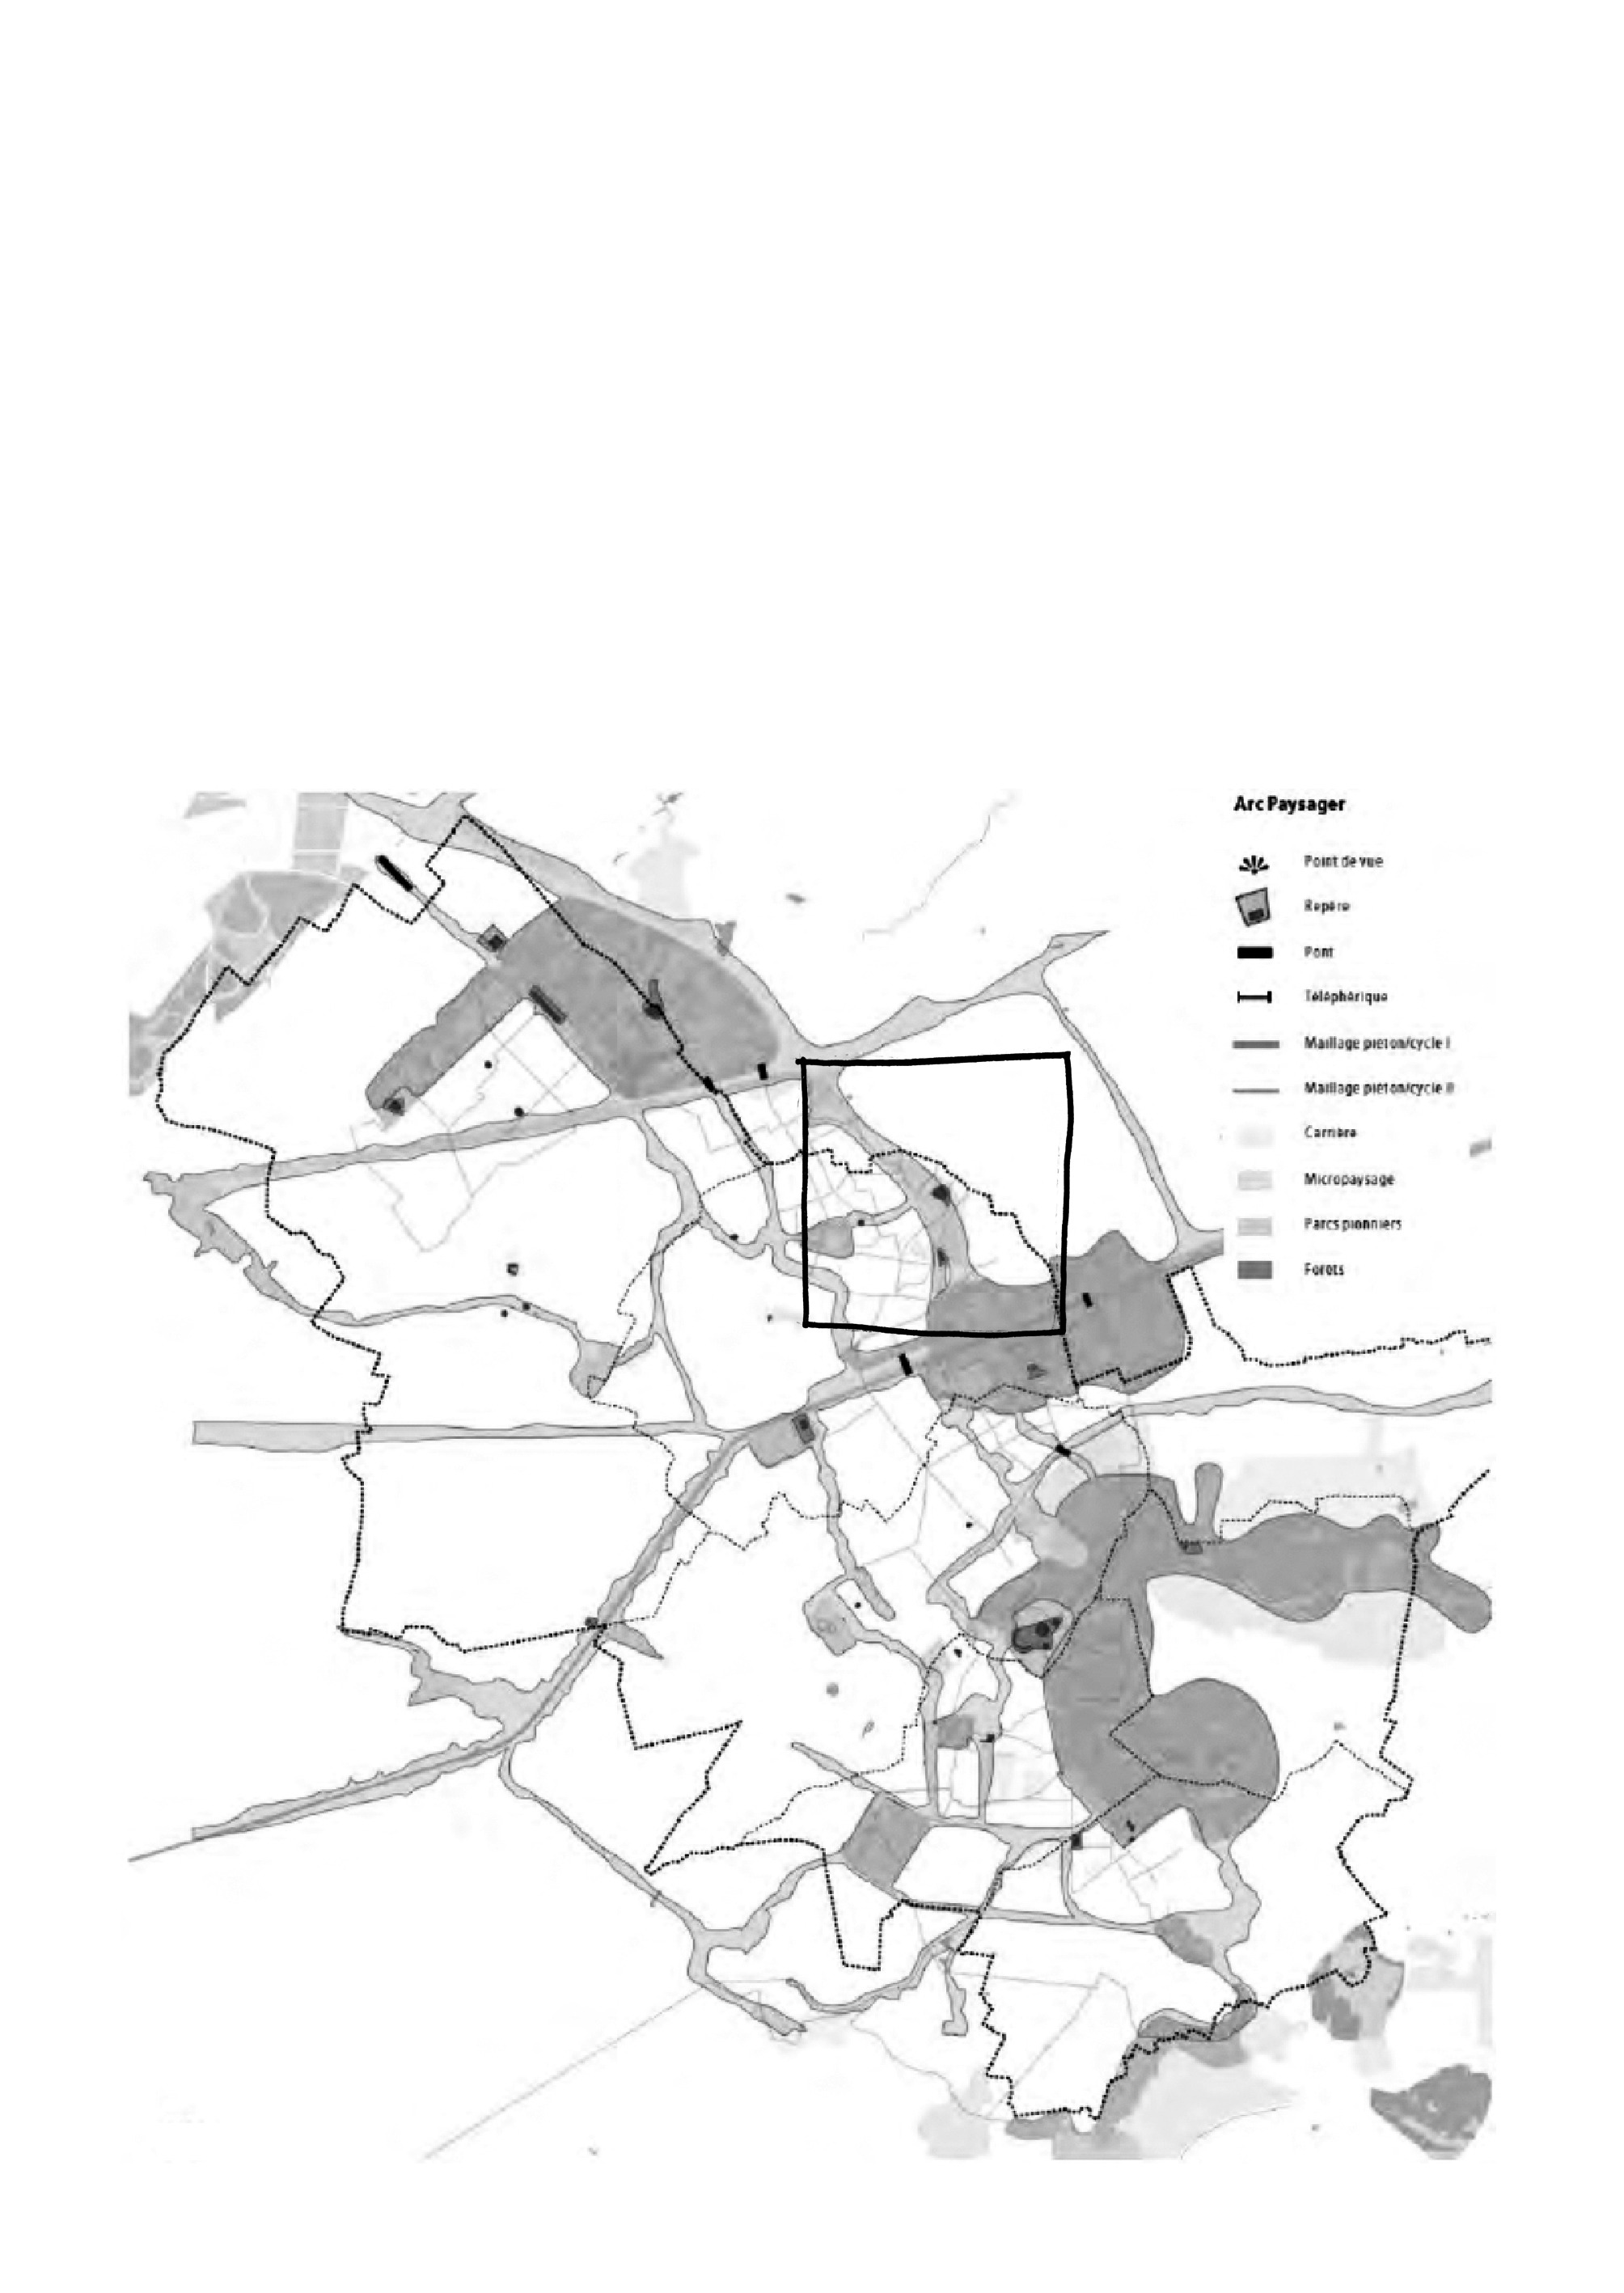 Arc Paysager
Point de vue
Repère
Pont
Téléphérique
Maillage piéton/cycle I
Maillage piéton/cycle II
Carrière
Micropaysage
Parcs pionniers
Forêts